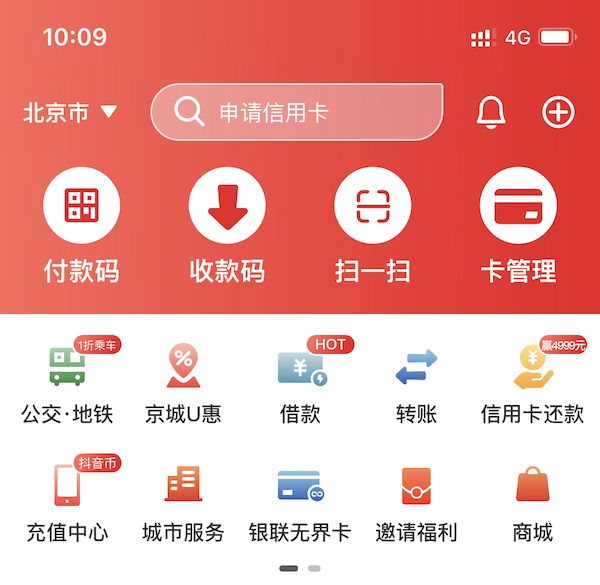 10:09 4G
北京市 申请信用卡
付款码 收款码 扫一扫 卡管理
1折乘车 HOT 赢4999元
公交·地铁 京城U惠 借款 转账 信用卡还款
抖音币
充值中心 城市服务 银联无界卡 邀请福利 商城